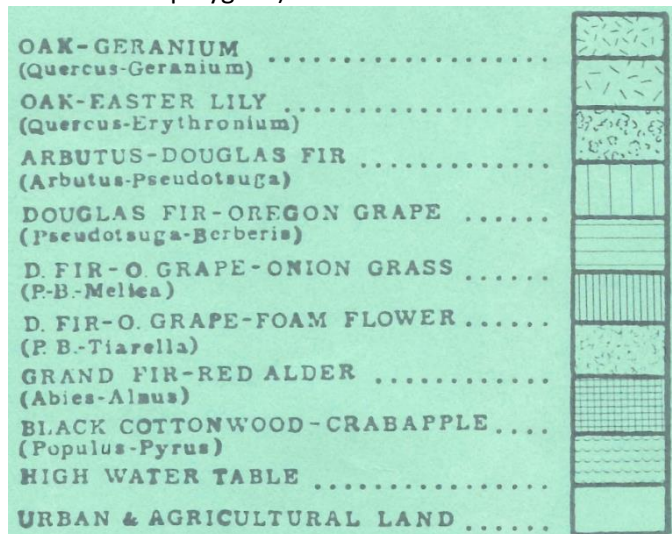 OAK-GERANIUM ....................
(Quercus-Geranium)
OAK-EASTER LILY ...................
(Quercus-Erythronium)
ARBUTUS-DOUGLAS FIR .............
(Arbutus-Pseudotsuga)
DOUGLAS FIR-OREGON GRAPE ......
(Pseudotsuga-Berberis)
D. FIR-O. GRAPE-ONION GRASS ......
(P.-B.-Melica)
D. FIR-O. GRAPE-FOAM FLOWER ......
(P. B.-Tiarella)
GRAND FIR-RED ALDER ............
(Abies-Alnus)
BLACK COTTONWOOD-CRABAPPLE ....
(Populus-Pyrus)
HIGH WATER TABLE ................
URBAN & AGRICULTURAL LAND ......